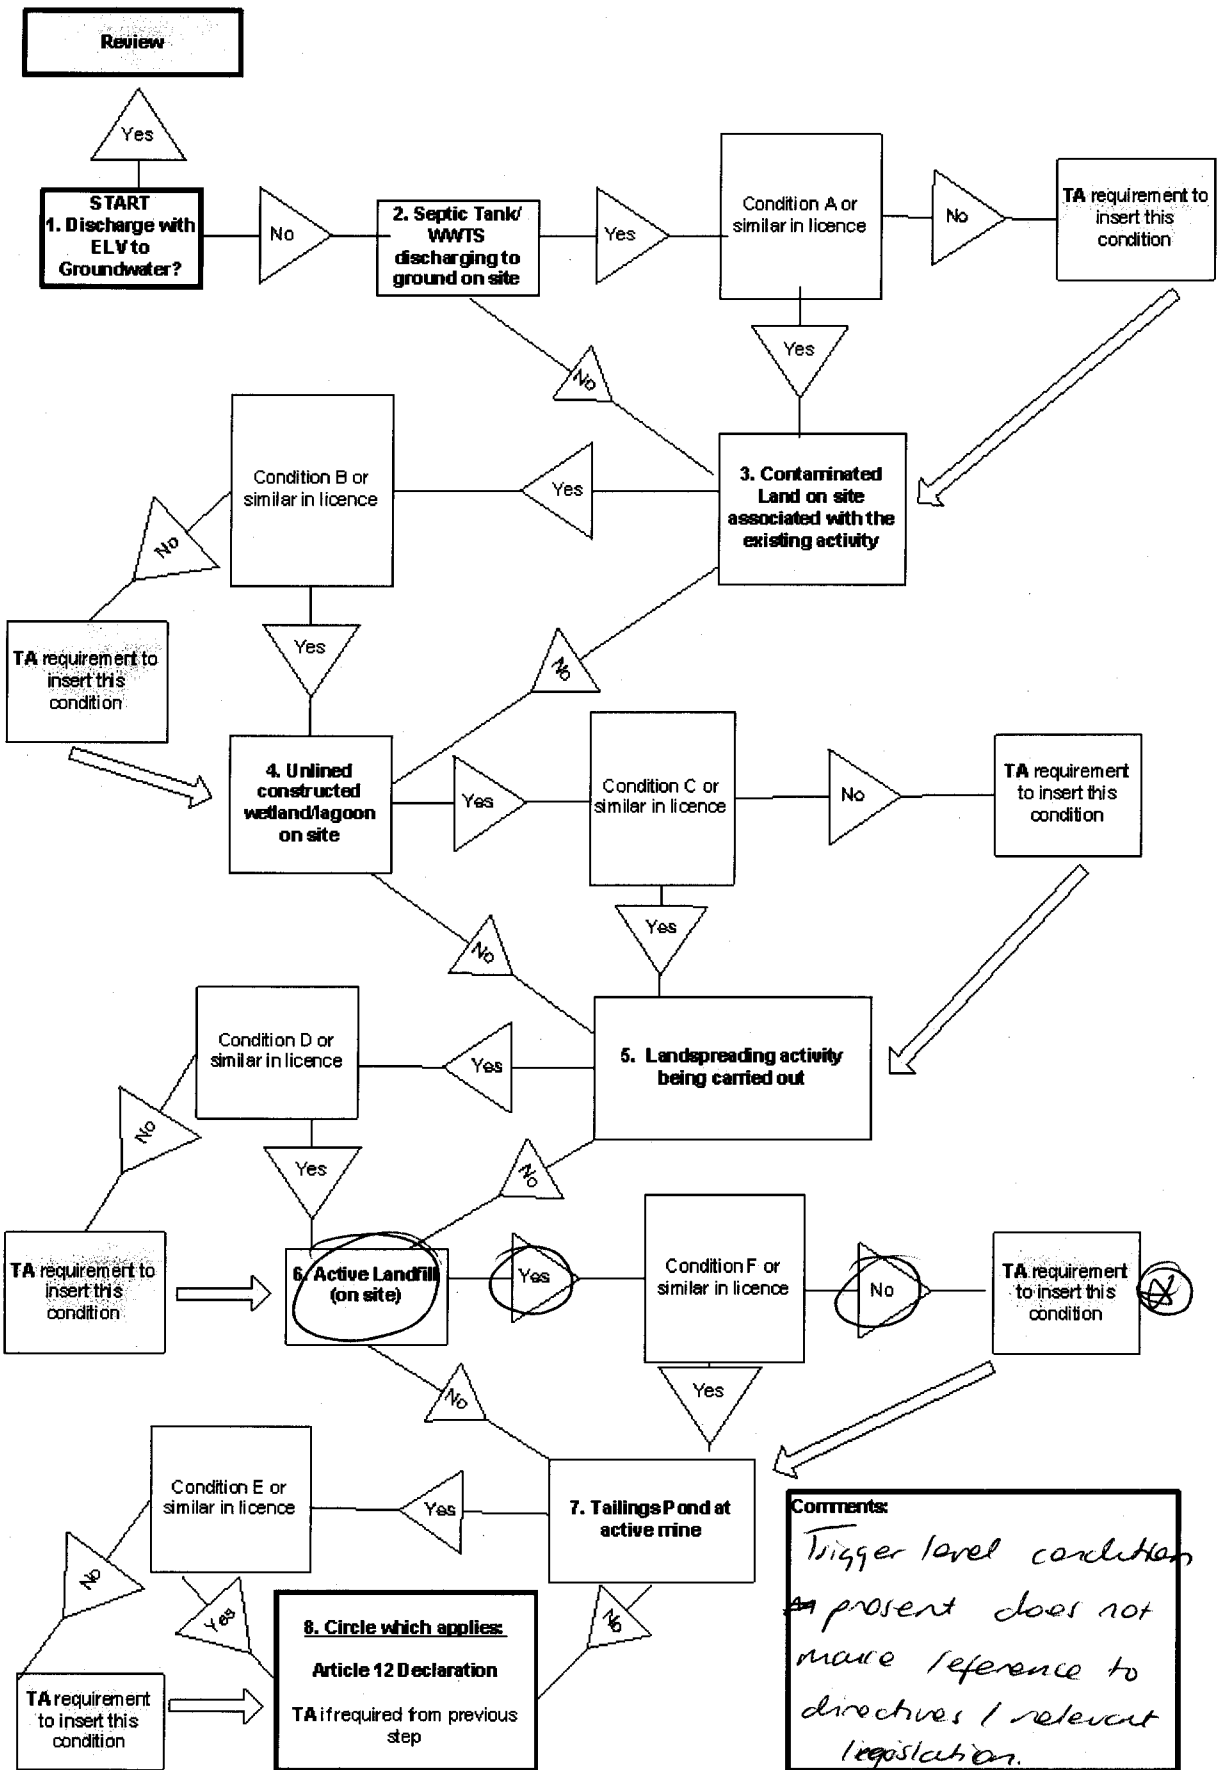 Review
Yes
START
1. Discharge with
ELV to
Groundwater?
No
2. Septic Tank/
WWTS
discharging to
ground on site
Yes
Condition A or
similar in licence
No
TA requirement to
insert this
condition
Yes
No
3. Contaminated
Land on site
associated with the
existing activity
Yes
Condition B or
similar in licence
No
TA requirement to
insert this
condition
Yes
No
4. Unlined
constructed
wetland/lagoon
on site
Yes
Condition C or
similar in licence
No
TA requirement
to insert this
condition
Yes
No
5. Landspreading activity
being carried out
Yes
Condition D or
similar in licence
No
TA requirement to
insert this
condition
Yes
No
6. Active Landfill
(on site)
Yes
Condition F or
similar in licence
No
TA requirement
to insert this
condition
Yes
No
7. Tailings Pond at
active mine
Yes
Condition E or
similar in licence
No
TA requirement
to insert this
condition
Yes
No
8. Circle which applies:
Article 12 Declaration
TA if required from previous
step
Comments:
Trigger level condition
present does not
make reference to
directives / relevant
legislation.